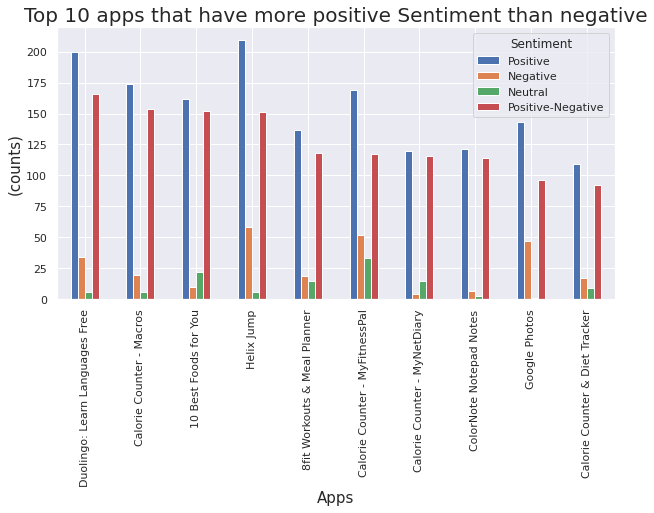 Top 10 apps that have more positive Sentiment than negative
Sentiment
Positive
Negative
Neutral
Positive-Negative
(counts)
200
175
150
125
100
75
50
25
0
Duolingo: Learn Languages Free
Calorie Counter - Macros
10 Best Foods for You
Helix Jump
8fit Workouts & Meal Planner
Calorie Counter - MyFitnessPal
Calorie Counter - MyNetDiary
ColorNote Notepad Notes
Google Photos
Calorie Counter & Diet Tracker
Apps